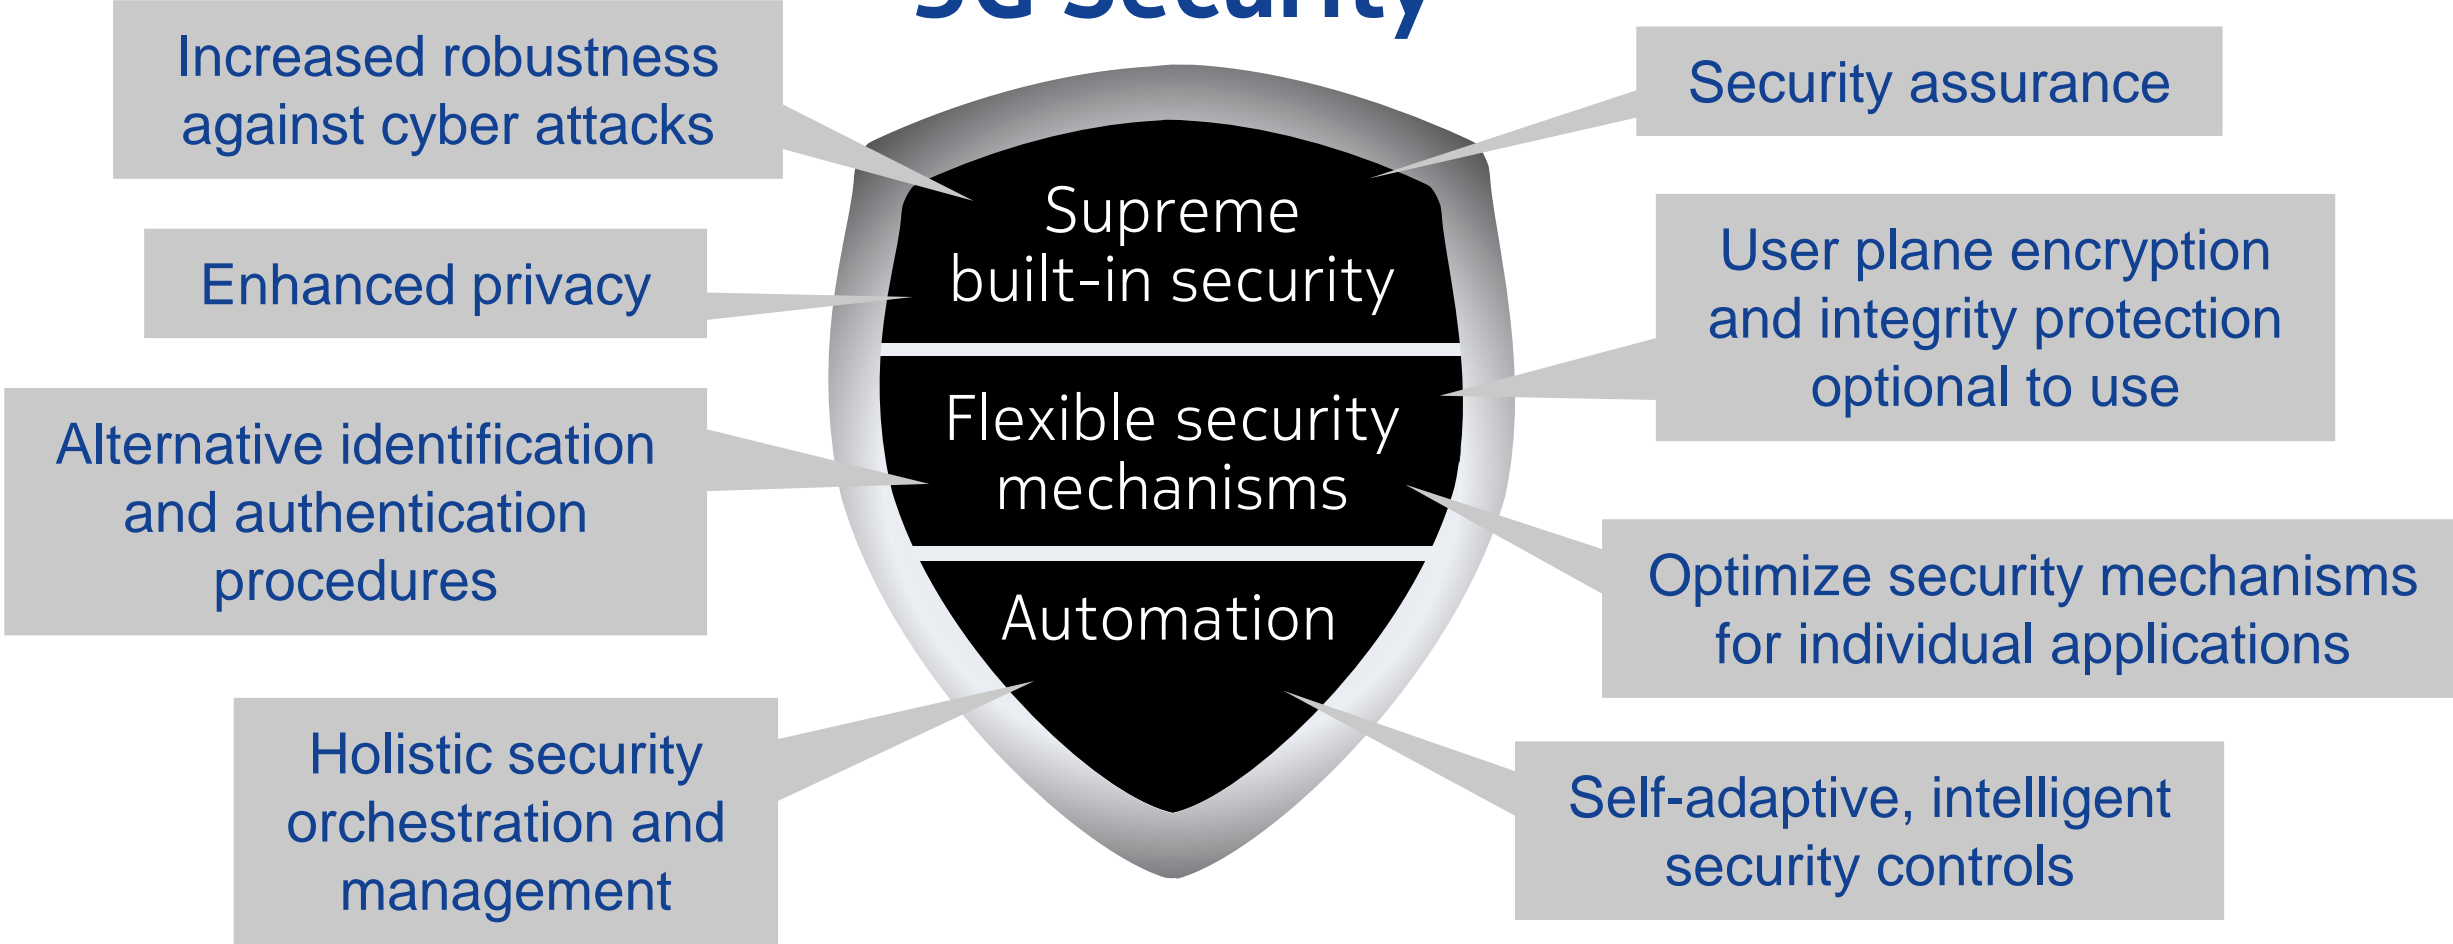 5G Security
Increased robustness
against cyber attacks
Security assurance
Supreme
built-in security
Enhanced privacy
User plane encryption
and integrity protection
optional to use
Flexible security
mechanisms
Alternative identification
and authentication
procedures
Optimize security mechanisms
for individual applications
Automation
Holistic security
orchestration and
management
Self-adaptive, intelligent
security controls